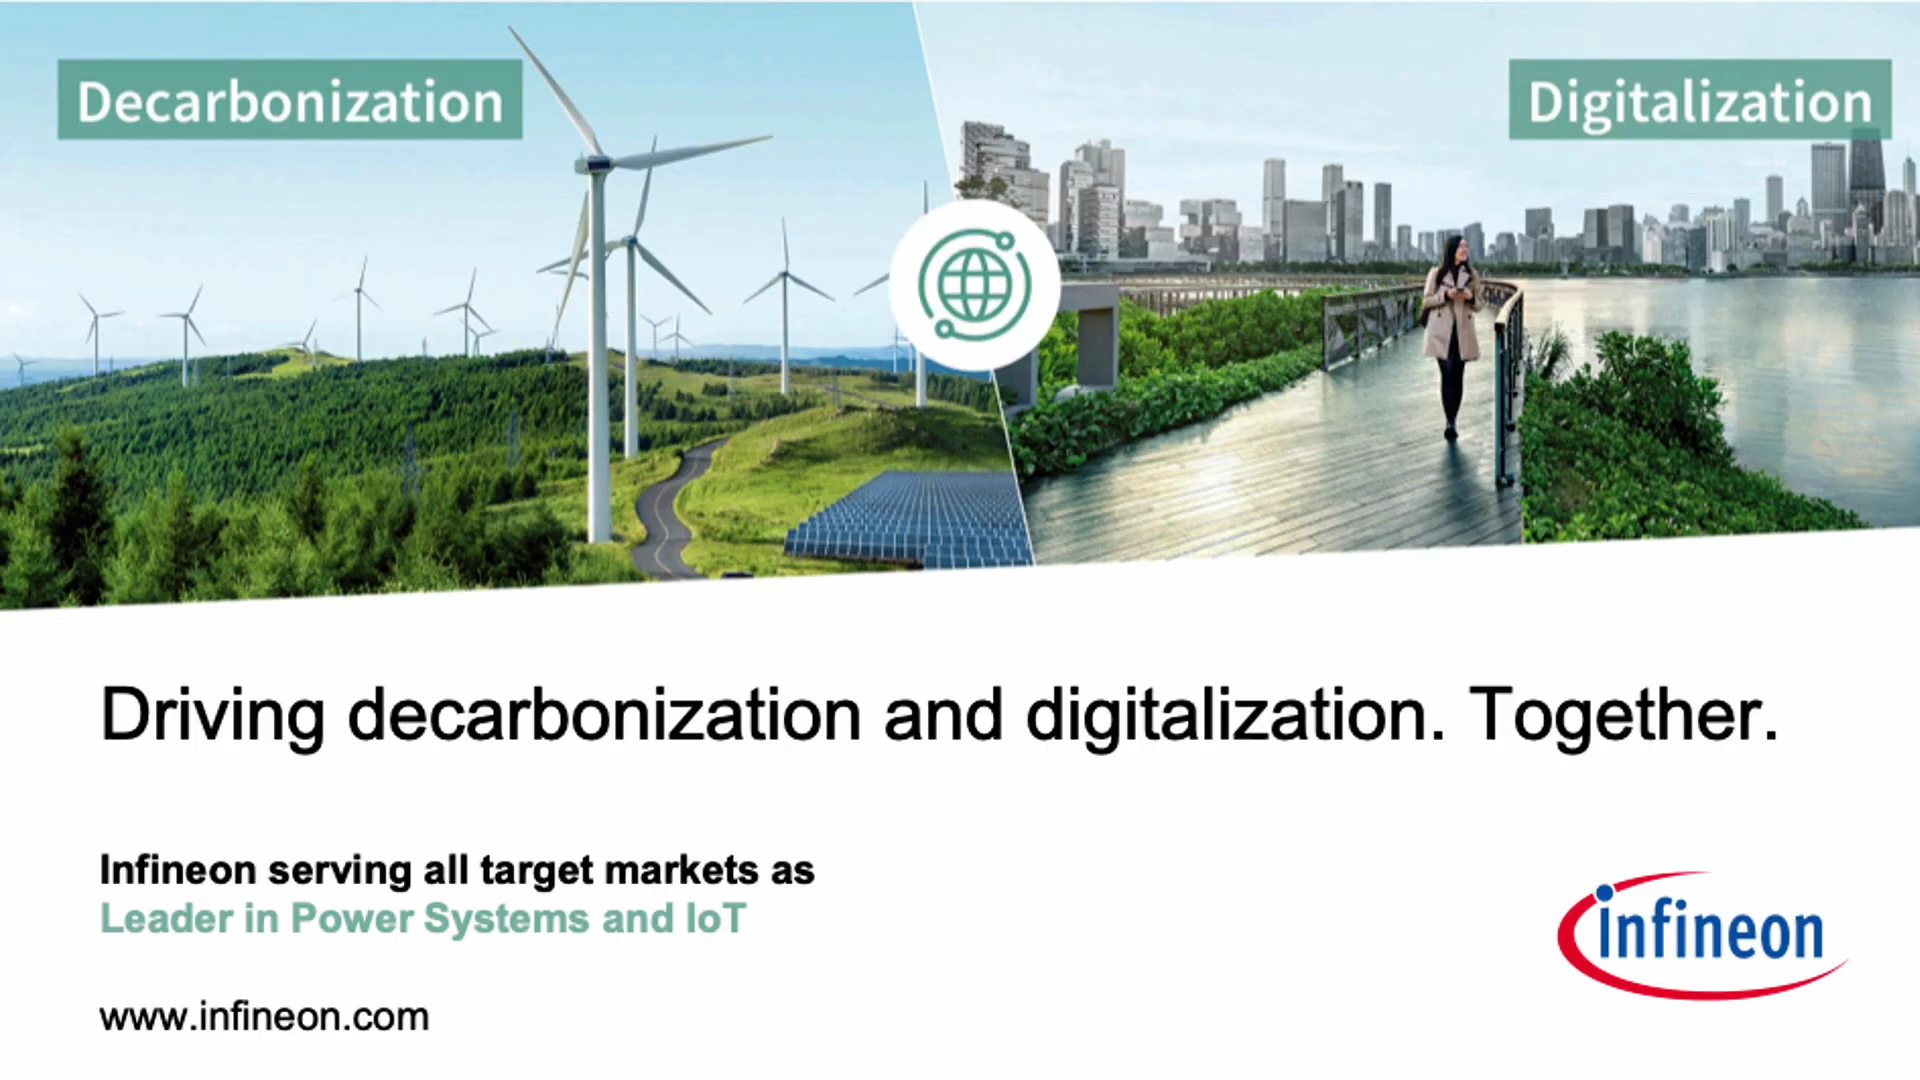 Decarbonization
Digitalization
Driving decarbonization and digitalization. Together.
Infineon serving all target markets as
Leader in Power Systems and IoT
infineon
www.infineon.com